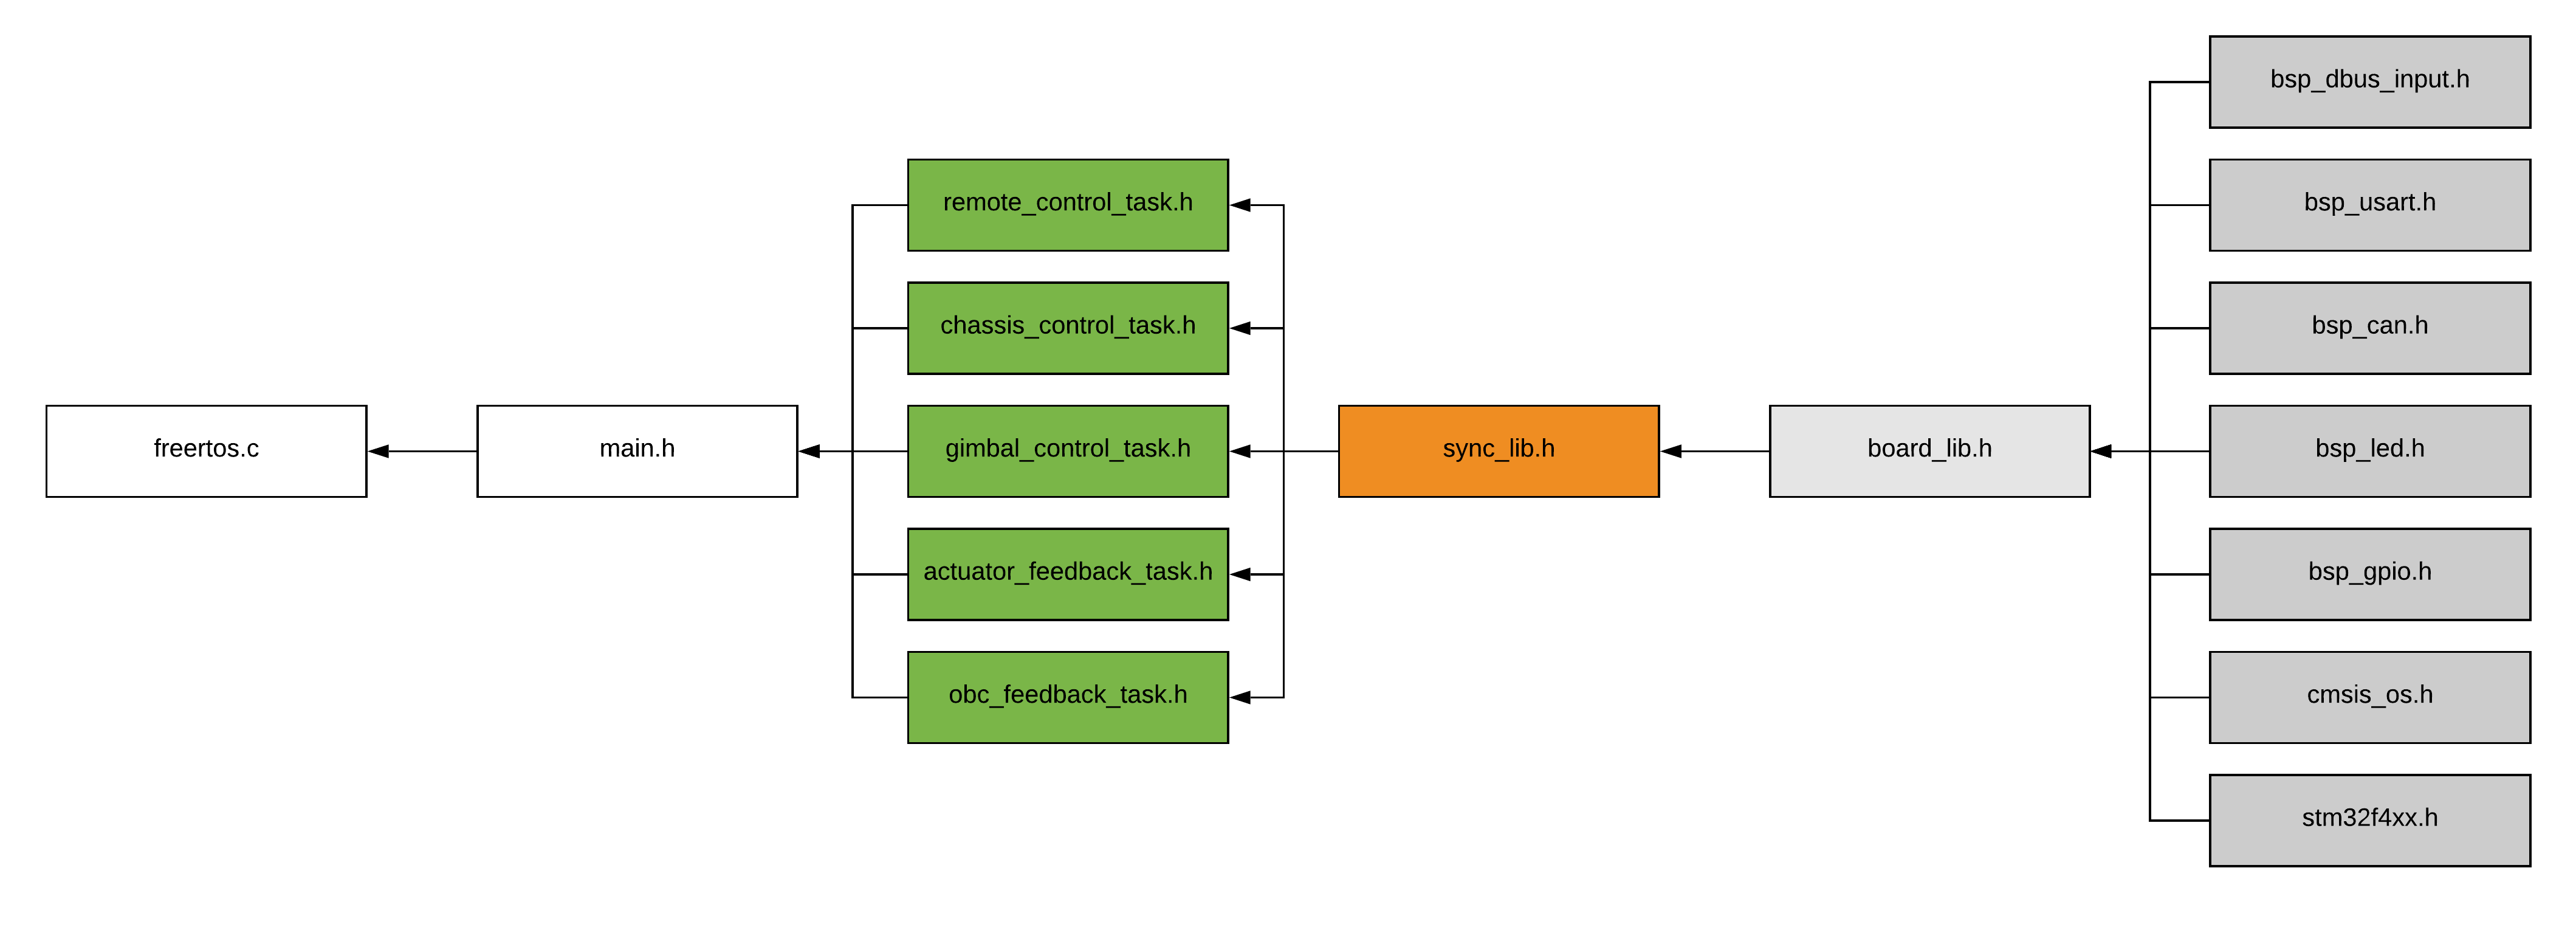 freertos.c
main.h
remote_control_task.h
chassis_control_task.h
gimbal_control_task.h
actuator_feedback_task.h
obc_feedback_task.h
sync_lib.h
board_lib.h
bsp_dbus_input.h
bsp_usart.h
bsp_can.h
bsp_led.h
bsp_gpio.h
cmsis_os.h
stm32f4xx.h